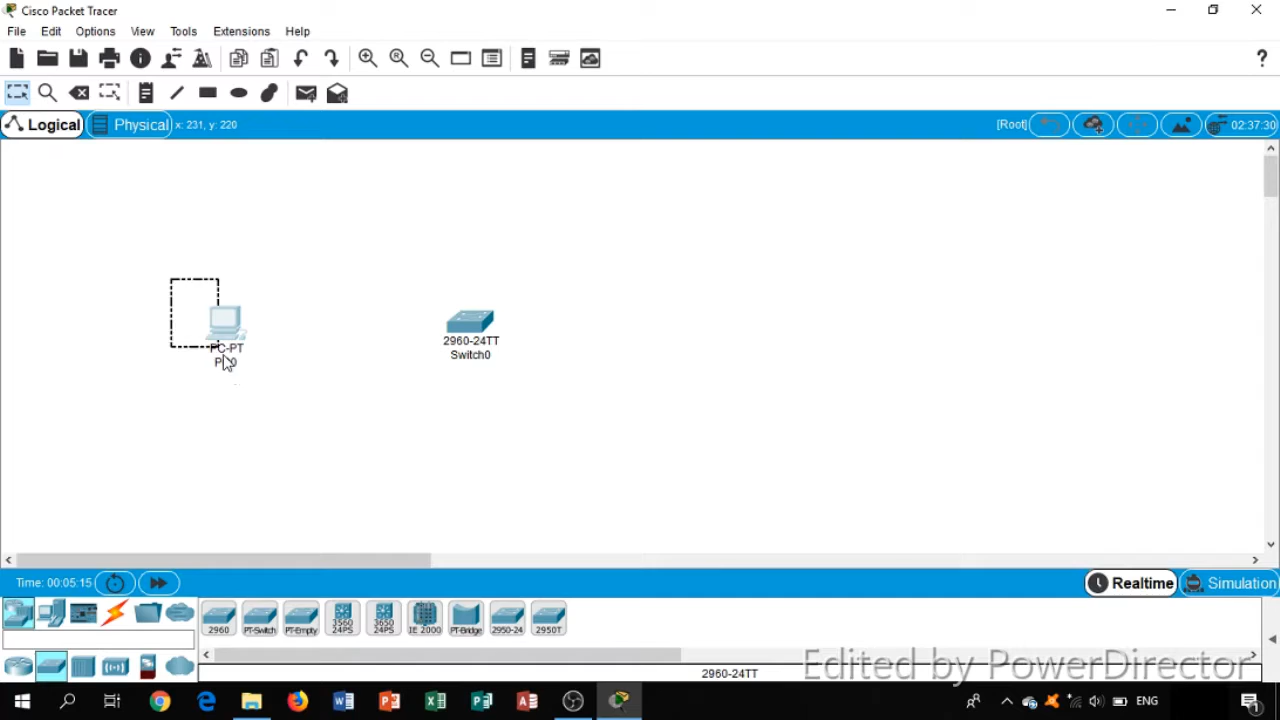 Cisco Packet Tracer
File Edit Options View Tools Extensions Help
Logical Physical x: 231, y: 220 [Root] 02:37:30
PC-PT
2960-24TT
Switch0
Time: 00:05:15 Realtime Simulation
2960 PT-Switch PT-Empty 3560 24PS 3650 24PS IE 2000 PT-Bridge 2950-24 2950T
2960-24TT
Edited by PowerDirector
ENG